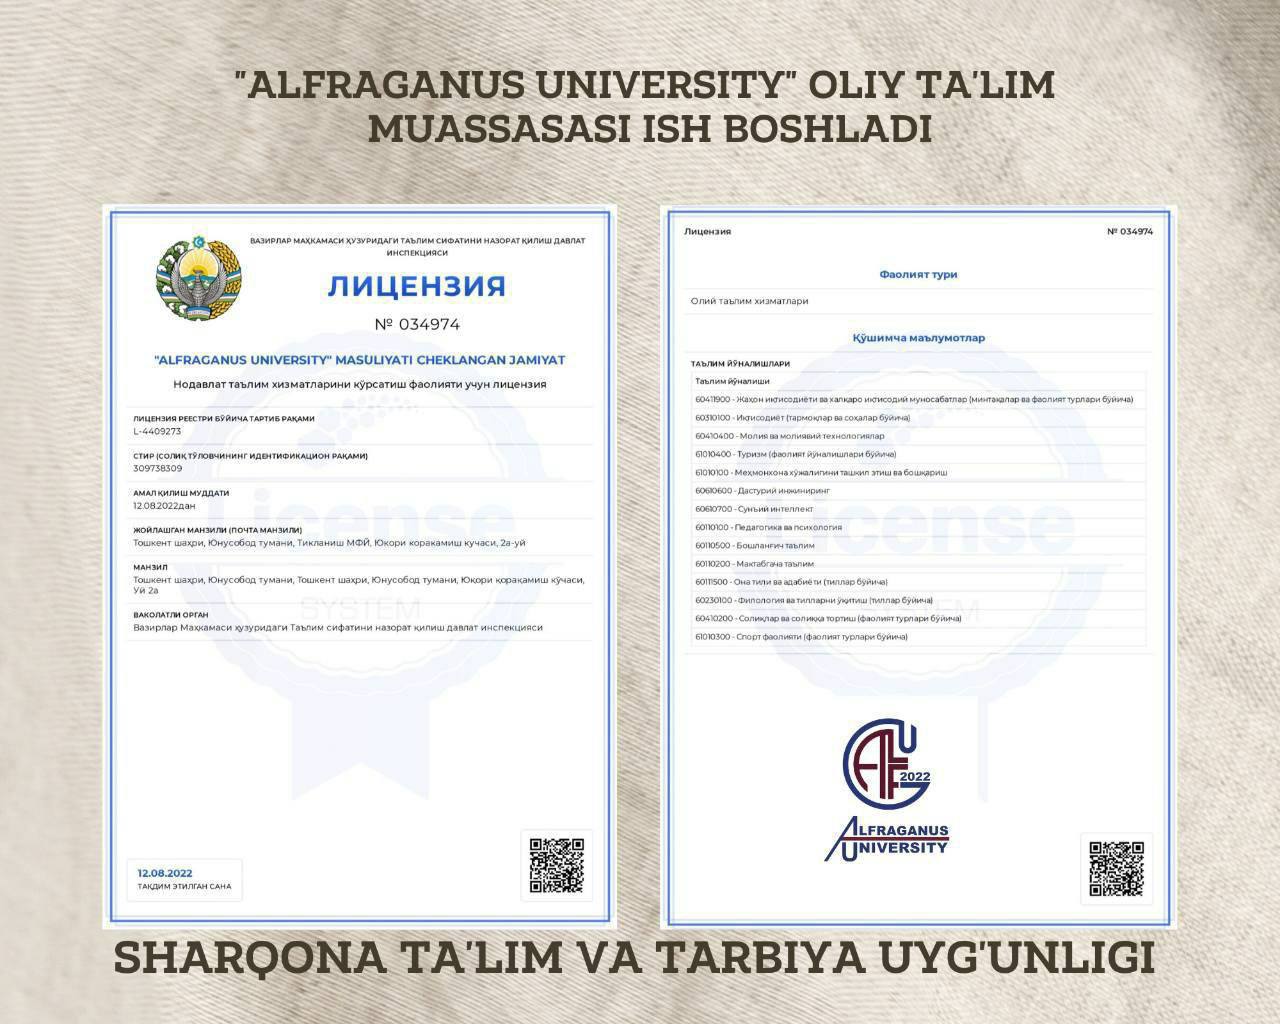 "ALFRAGANUS UNIVERSITY" OLIY TA'LIM
MUASSASASI ISH BOSHLADI
ВАЗИРЛАР МАҲКАМАСИ ҲУЗУРИДАГИ ТАЪЛИМ СИФАТИНИ НАЗОРАТ ҚИЛИШ ДАВЛАТ
ИНСПЕКЦИЯСИ
ЛИЦЕНЗИЯ
№ 034974
"ALFRAGANUS UNIVERSITY" MASULIYATI CHEKLANGAN JAMIYAT
Нодавлат таълим хизматларини кўрсатиш фаолияти учун лицензия
ЛИЦЕНЗИЯ РЕЕСТРИ БЎЙИЧА ТАРТИБ РАҚАМИ
L-4409273
СТИР (СОЛИҚ ТЎЛОВЧИНИНГ ИДЕНТИФИКАЦИОН РАҚАМИ)
309738309
АМАЛ ҚИЛИШ МУДДАТИ
12.08.2022дан
ЖОЙЛАШГАН МАНЗИЛИ (ПОЧТА МАНЗИЛИ)
Тошкент шаҳри, Юнусобод тумани, Тикланиш МФЙ, Юкори коракамиш кучаси, 2а-уй
МАНЗИЛ
Тошкент шаҳри, Юнусобод тумани, Тошкент шаҳри, Юнусобод тумани, Юқори қорақамиш кўчаси,
Уй 2а
ВАКОЛАТЛИ ОРГАН
Вазирлар Маҳкамаси ҳузуридаги Таълим сифатини назорат қилиш давлат инспекцияси
License
SYSTEM
12.08.2022
ТАҚДИМ ЭТИЛГАН САНА
Лицензия № 034974
Фаолият тури
Олий таълим хизматлари
Қўшимча маълумотлар
ТАЪЛИМ ЙЎНАЛИШЛАРИ
Таълим йўналиши
60411900 - Жаҳон иқтисодиёти ва халқаро иқтисодий муносабатлар (минтақалар ва фаолият турлари бўйича)
60310100 - Иқтисодиёт (тармоқлар ва соҳалар бўйича)
60410400 - Молия ва молиявий технологиялар
61010400 - Туризм (фаолият йўналишлари бўйича)
61010100 - Меҳмонхона хўжалигини ташкил этиш ва бошқариш
60610600 - Дастурий инжиниринг
60610700 - Сунъий интеллект
60110100 - Педагогика ва психология
60110500 - Бошланғич таълим
60110200 - Мактабгача таълим
60111500 - Она тили ва адабиёти (тиллар бўйича)
60230100 - Филология ва тилларни ўқитиш (тиллар бўйича)
60410200 - Солиқлар ва солиққа тортиш (фаолият турлари бўйича)
61010300 - Спорт фаолияти (фаолият турлари бўйича)
License
2022
ALFRAGANUS
UNIVERSITY
SHARQONA TA'LIM VA TARBIYA UYG'UNLIGI